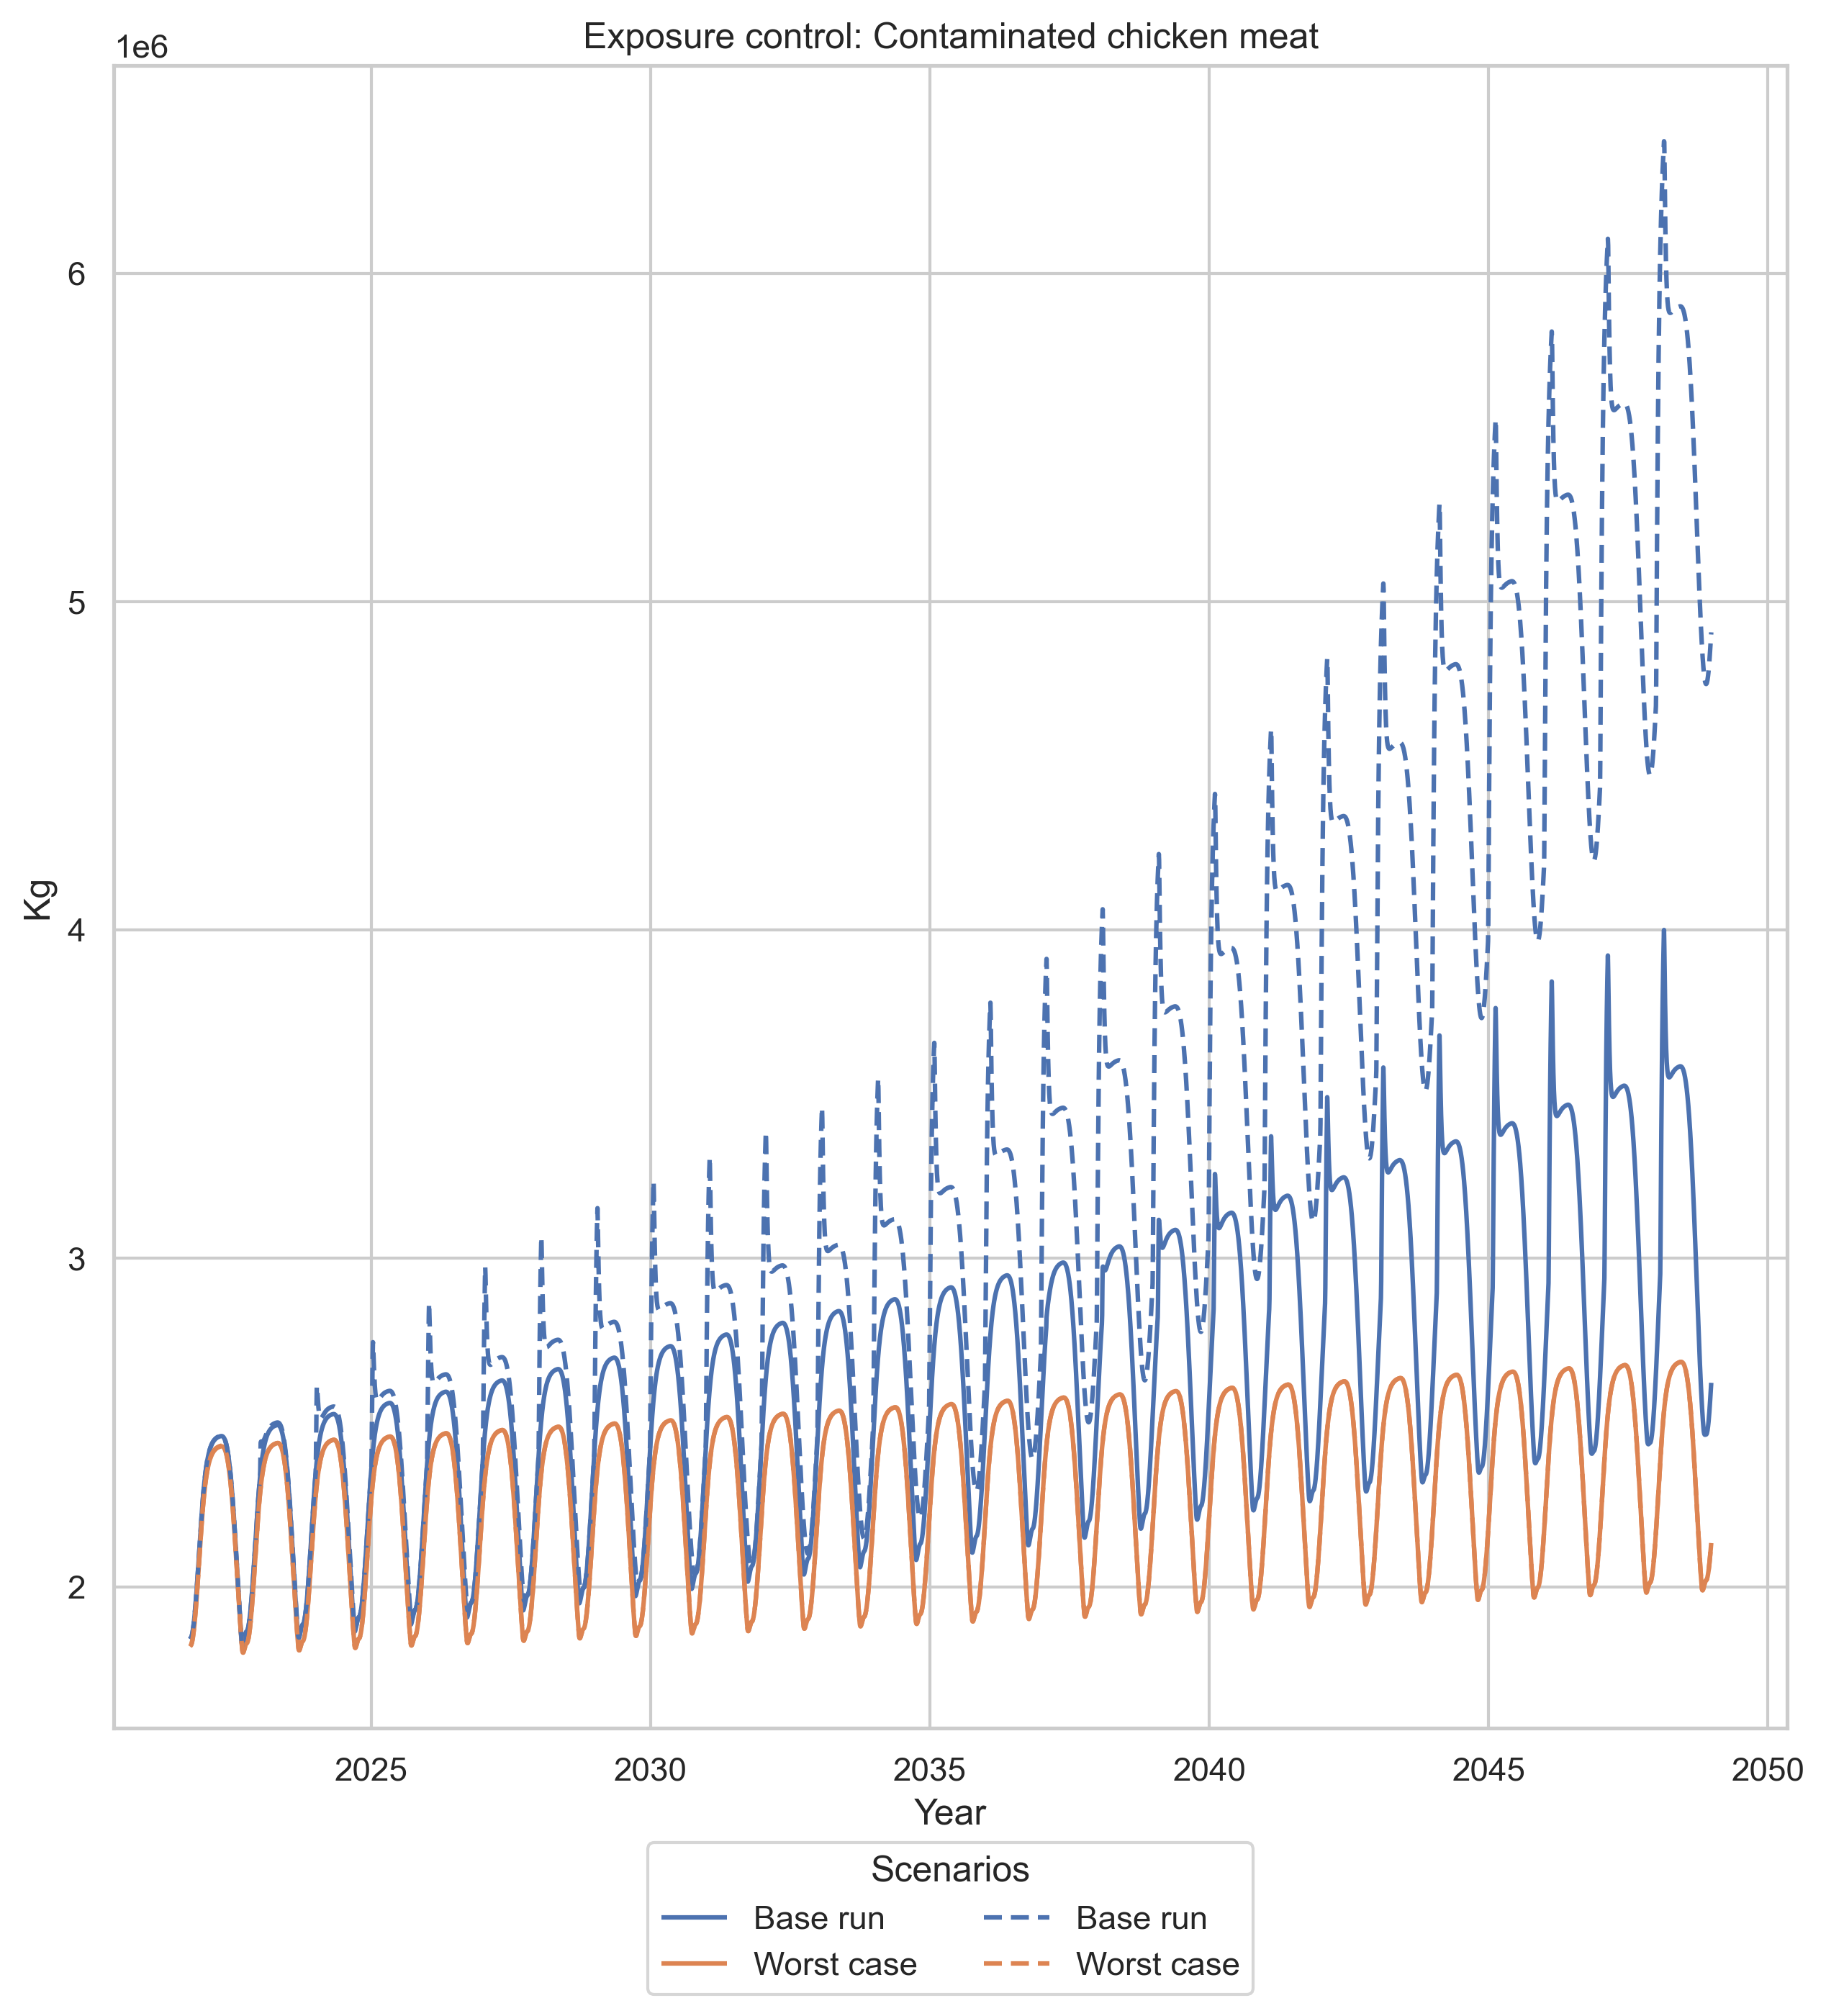 Exposure control: Contaminated chicken meat
1e6
6
5
4
3
2
Kg
2025 2030 2035 2040 2045 2050
Year
Scenarios
Base run Base run
Worst case Worst case